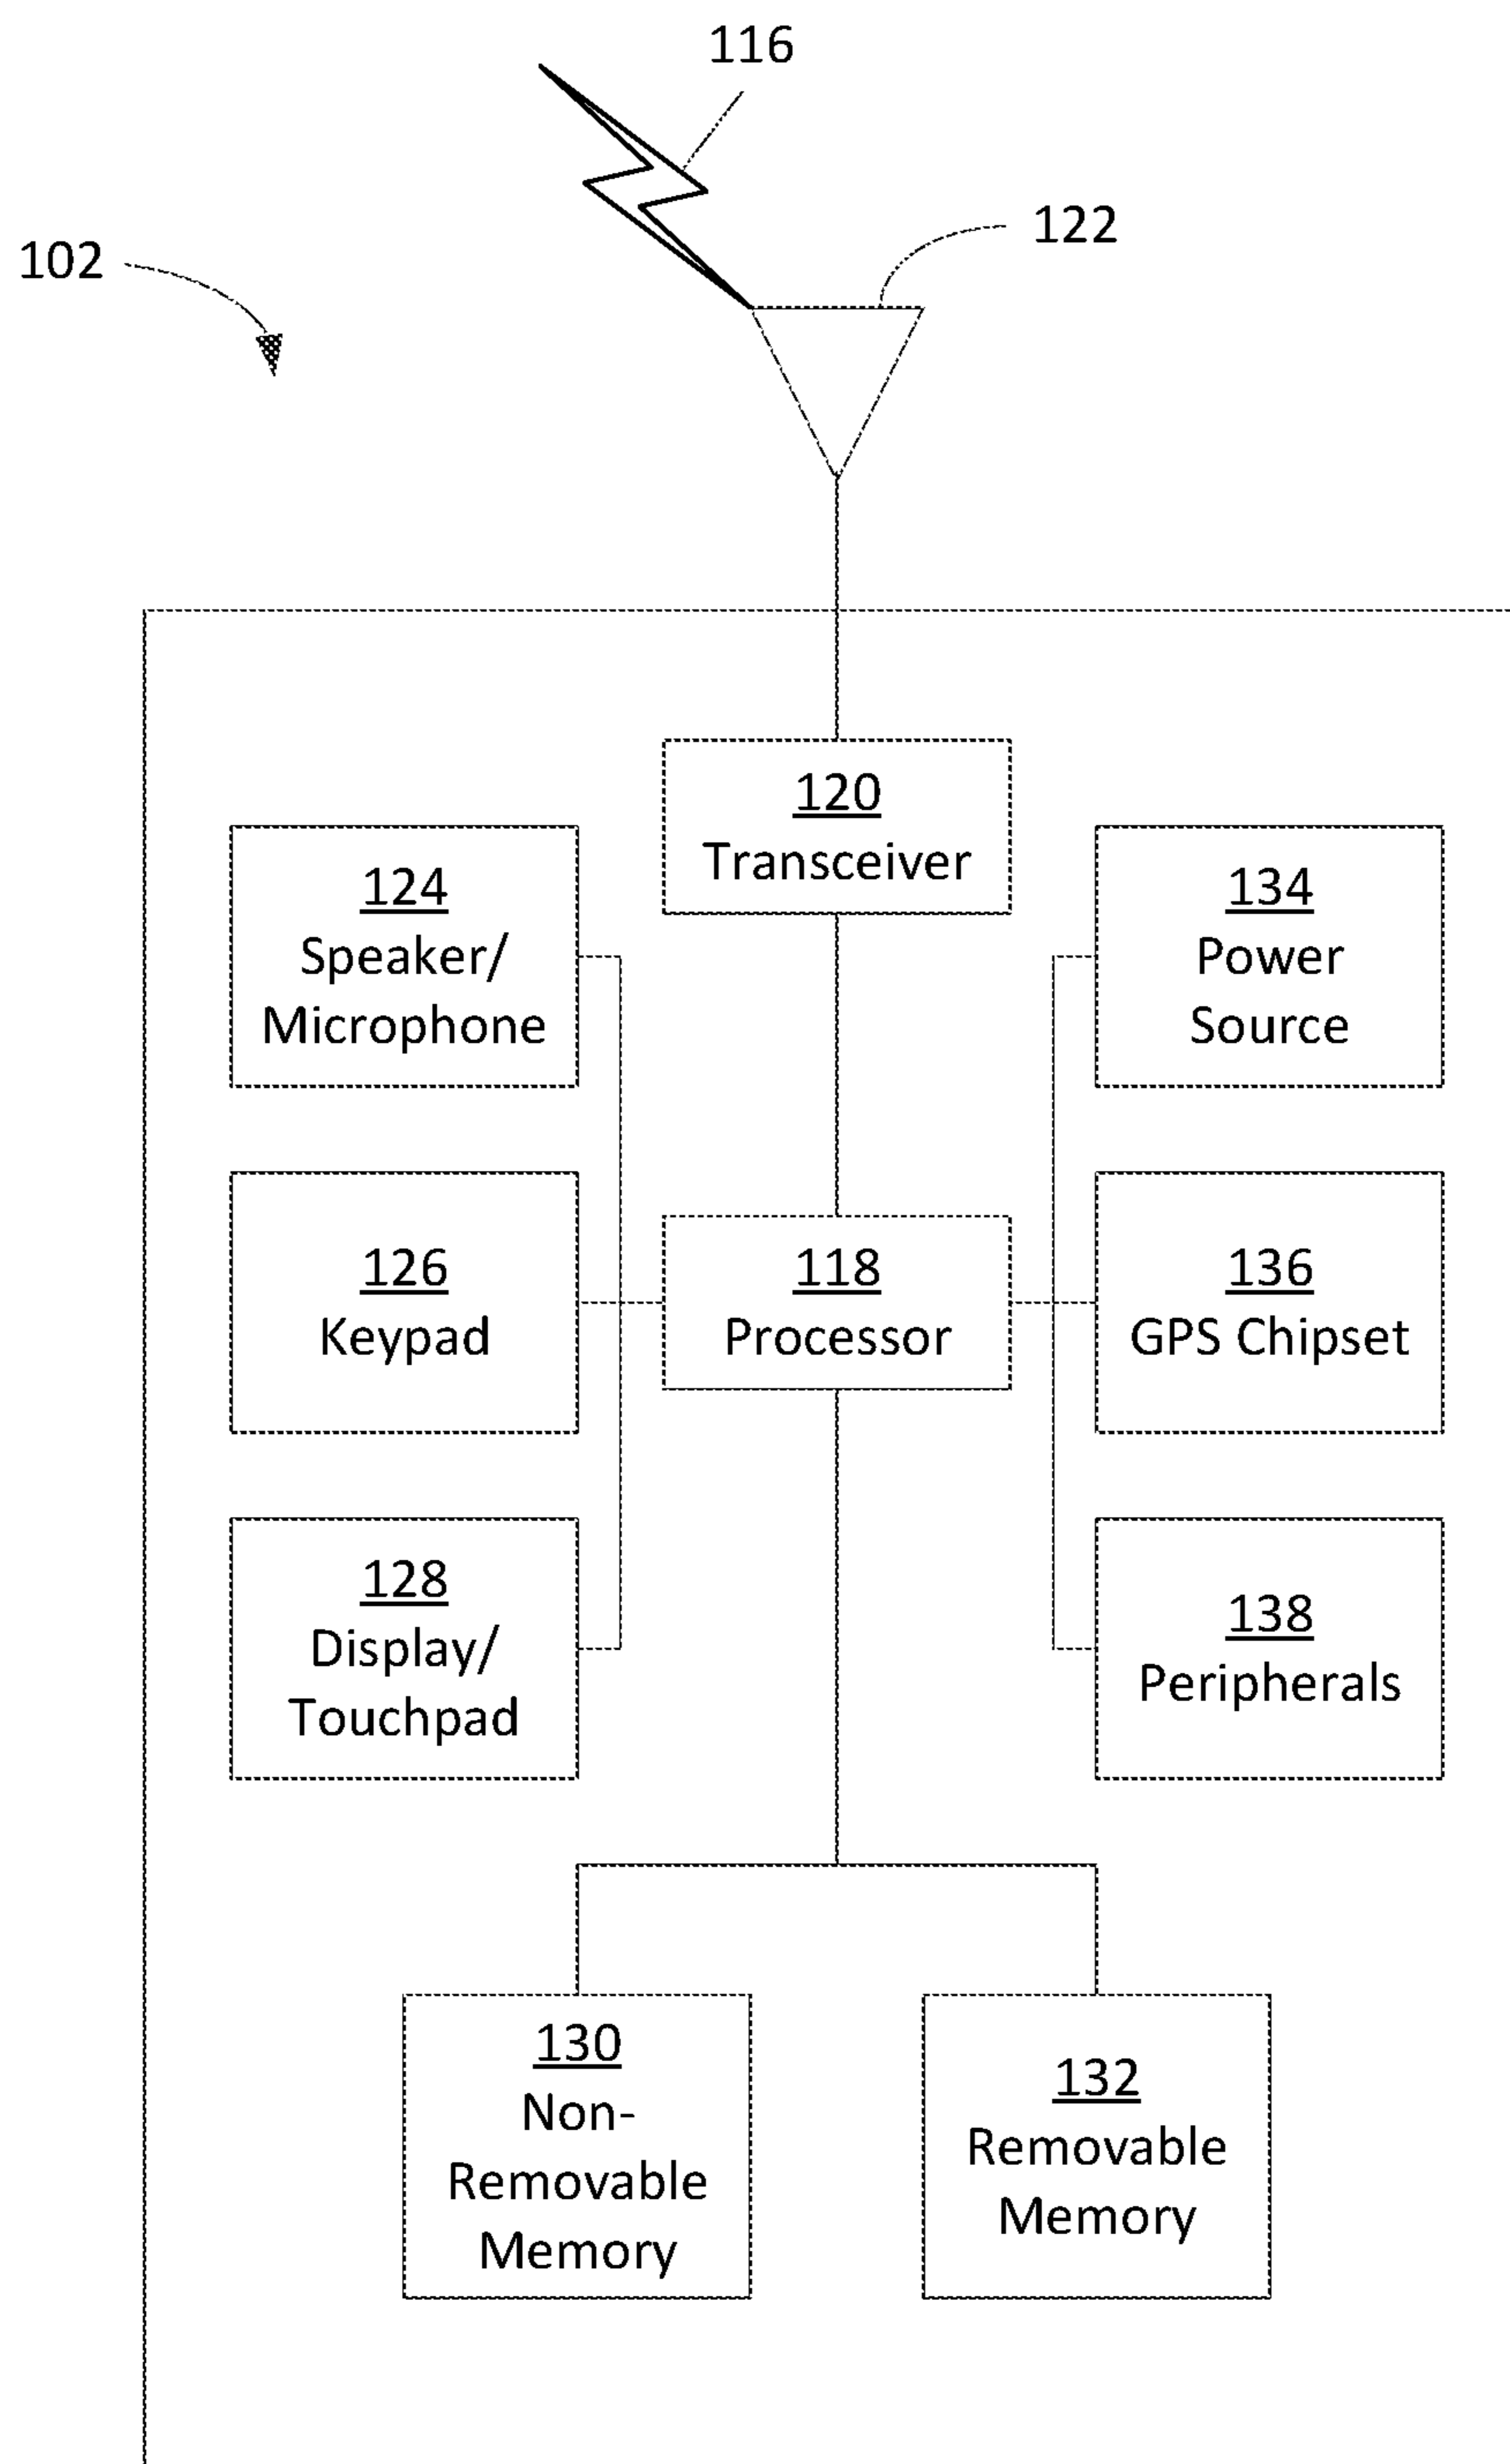 116
122
102
120
Transceiver
124
Speaker/
Microphone
134
Power
Source
126
Keypad
118
Processor
136
GPS Chipset
128
Display/
Touchpad
138
Peripherals
130
Non-
Removable
Memory
132
Removable
Memory